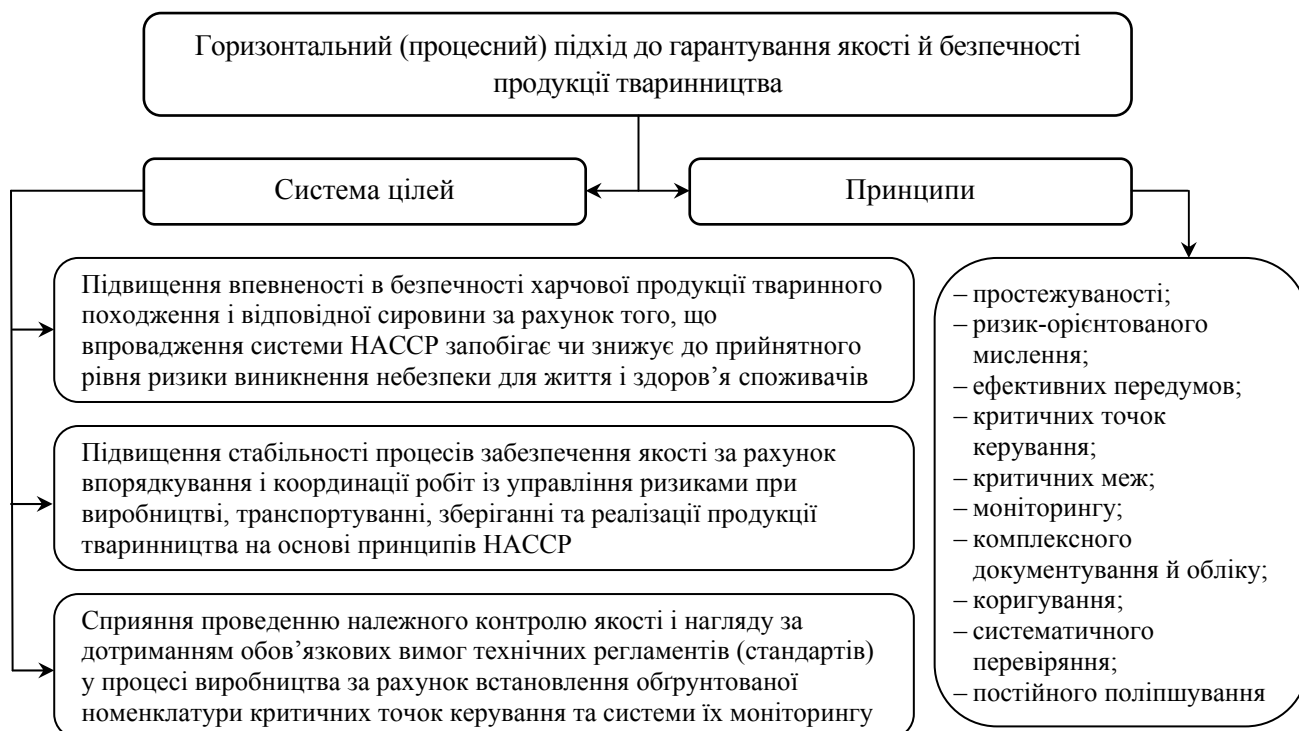 Горизонтальний (процесний) підхід до гарантування якості й безпечності
продукції тваринництва
Система цілей
Принципи
Підвищення впевненості в безпечності харчової продукції тваринного
походження і відповідної сировини за рахунок того, що
впровадження системи НАССР запобігає чи знижує до прийнятного
рівня ризики виникнення небезпеки для життя і здоров’я споживачів
Підвищення стабільності процесів забезпечення якості за рахунок
впорядкування і координації робіт із управління ризиками при
виробництві, транспортуванні, зберіганні та реалізації продукції
тваринництва на основі принципів НАССР
Сприяння проведенню належного контролю якості і нагляду за
дотриманням обов’язкових вимог технічних регламентів (стандартів)
у процесі виробництва за рахунок встановлення обґрунтованої
номенклатури критичних точок керування та системи їх моніторингу
– простежуваності;
– ризик-орієнтованого
мислення;
– ефективних передумов;
– критичних точок
керування;
– критичних меж;
– моніторингу;
– комплексного
документування й обліку;
– коригування;
– систематичного
перевіряння;
– постійного поліпшування